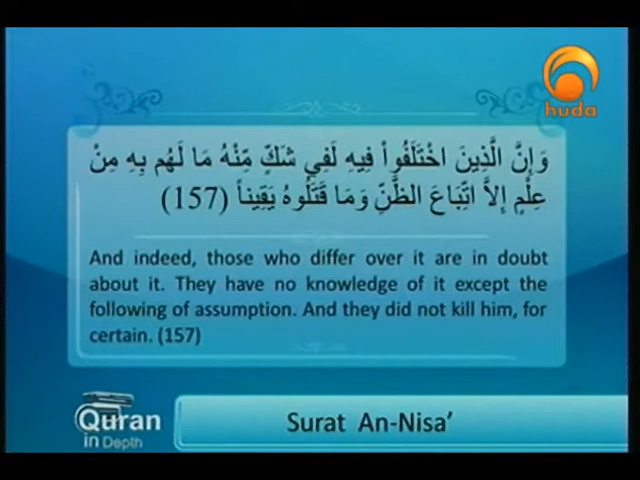 huda
وَإِنَّ الَّذِينَ اخْتَلَفُواْ فِيهِ لَفِي شَكٍّ مِّنْهُ مَا لَهُم بِهِ مِنْ
عِلْمٍ إِلاَّ اتِّبَاعَ الظَّنِّ وَمَا قَتَلُوهُ يَقِيناً (157)
And indeed, those who differ over it are in doubt
about it. They have no knowledge of it except the
following of assumption. And they did not kill him, for
certain. (157)
Quran
in Depth
Surat An-Nisa'